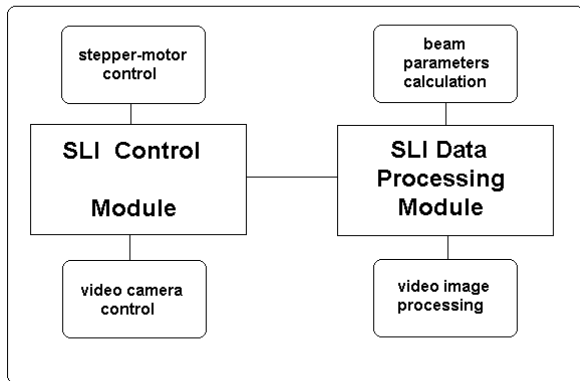 stepper-motor
control
beam
parameters
calculation
SLI Control
Module
SLI Data
Processing
Module
video camera
control
video image
processing